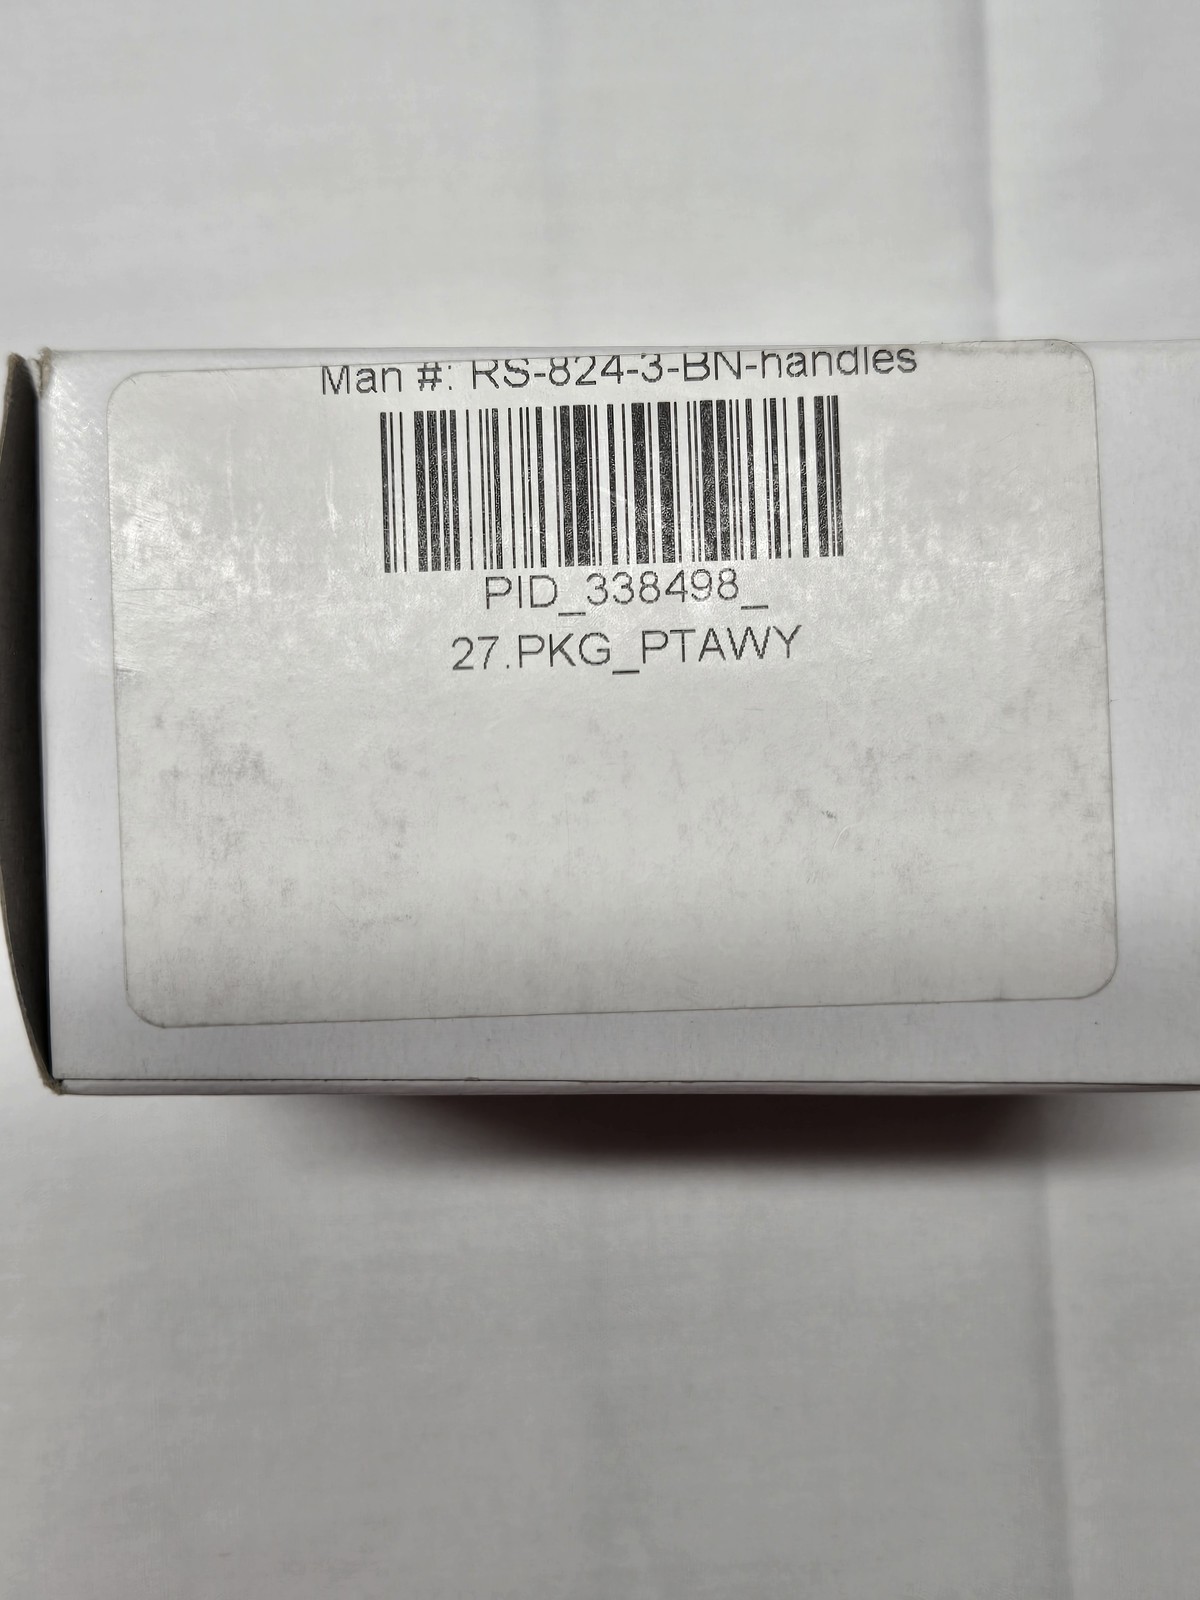 Man #: RS-824-3-BN-handles
PID_338498_
27.PKG_PTAWY